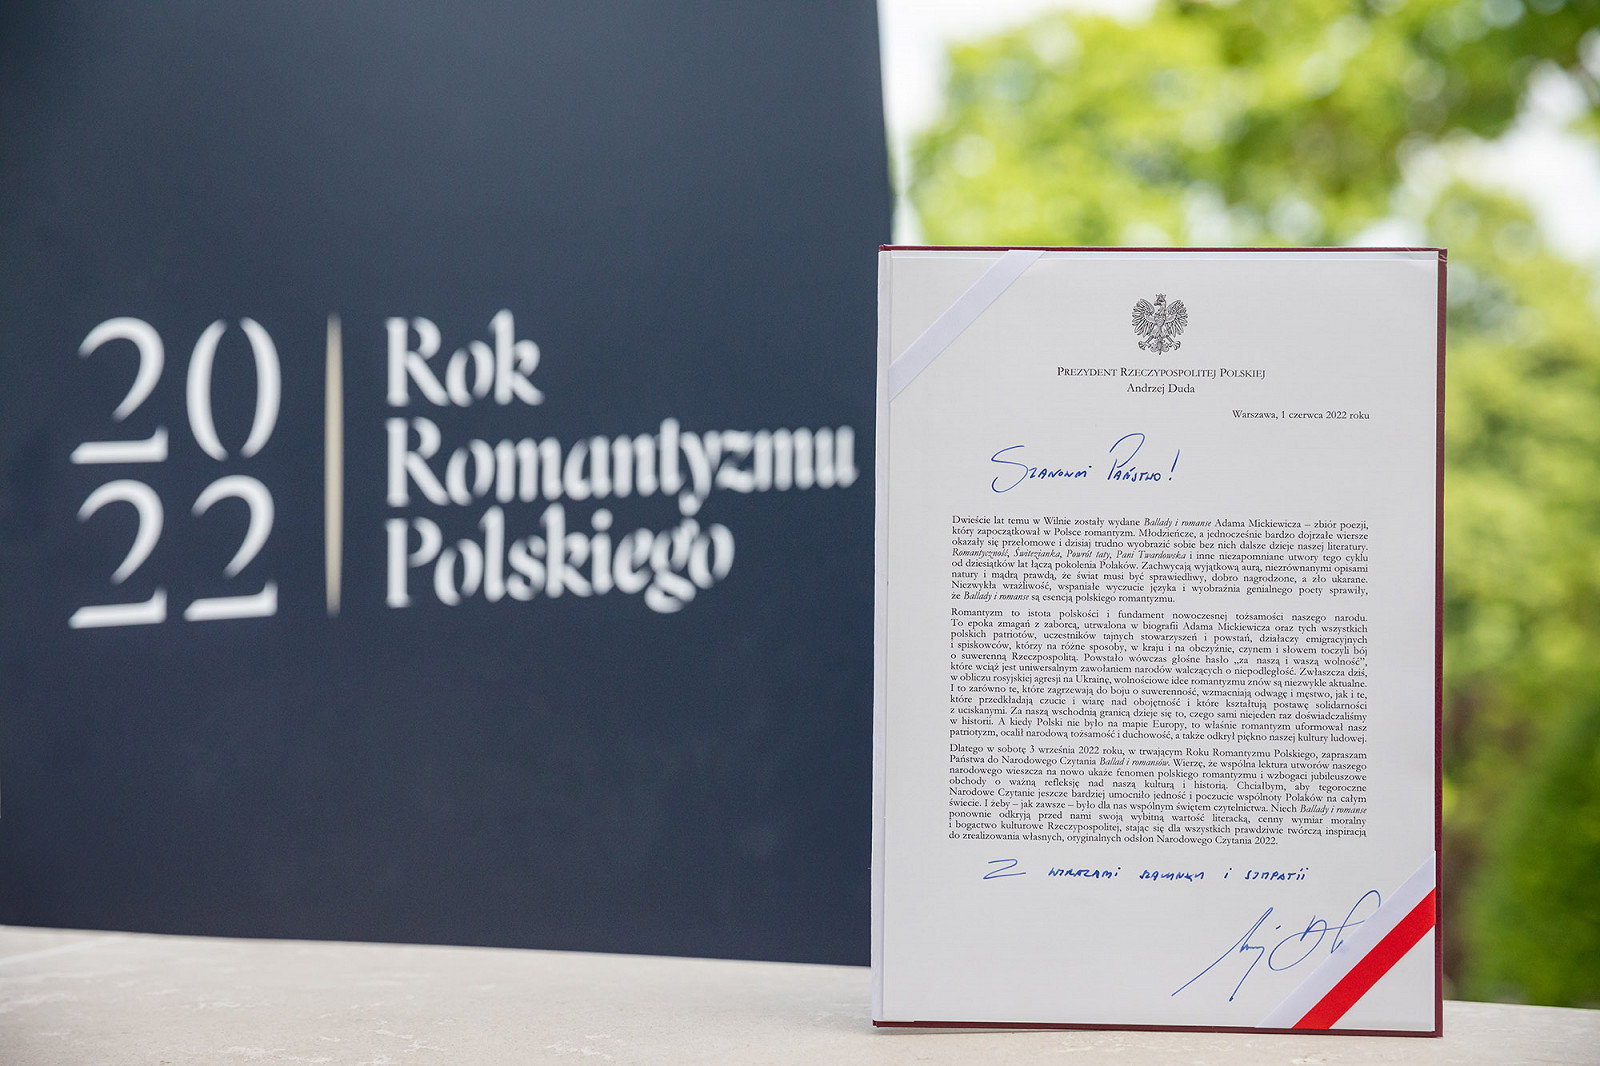 2022
Rok
Romantyzmu
Polskiego
PREZYDENT RZECZYPOSPOLITEJ POLSKIEJ
Andrzej Duda
Warszawa, 1 czerwca 2022 roku
Szanowni Państwo!
Dwieście lat temu w Wilnie zostały wydane Ballady i romanse Adama Mickiewicza – zbiór poezji,
który zapoczątkował w Polsce romantyzm. Młodzieńcze, a jednocześnie bardzo dojrzałe wiersze
okazały się przełomowe i dzisiaj trudno wyobrazić sobie bez nich dalsze dzieje naszej literatury.
Romantyczność, Świtezianka, Powrót taty, Pani Twardowska i inne niezapomniane utwory tego cyklu
od dziesiątków lat łączą pokolenia Polaków. Zachwycają wyjątkową aurą, niezrównanymi opisami
natury i mądrą prawdą, że świat musi być sprawiedliwy, dobro nagrodzone, a zło ukarane.
Niezwykła wrażliwość, wspaniałe wyczucie języka i wyobraźnia genialnego poety sprawiły,
że Ballady i romanse są esencją polskiego romantyzmu.
Romantyzm to istota polskości i fundament nowoczesnej tożsamości naszego narodu.
To epoka zmagań z zaborcą, utrwalona w biografii Adama Mickiewicza oraz tych wszystkich
polskich patriotów, uczestników tajnych stowarzyszeń i powstań, działaczy emigracyjnych
i spiskowców, którzy na różne sposoby, w kraju i na obczyźnie, czynem i słowem toczyli bój
o suwerenną Rzeczpospolitą. Powstało wówczas głośne hasło „za naszą i waszą wolność”,
które wciąż jest uniwersalnym zawołaniem narodów walczących o niepodległość. Zwłaszcza dziś,
w obliczu rosyjskiej agresji na Ukrainę, wolnościowe idee romantyzmu znów są niezwykle aktualne.
I to zarówno te, które zagrzewają do boju o suwerenność, wzmacniają odwagę i męstwo, jak i te,
które przedkładają czucie i wiarę nad obojętność i które kształtują postawę solidarności
z uciskanymi. Za naszą wschodnią granicą dzieje się to, czego sami niejeden raz doświadczaliśmy
w historii. A kiedy Polski nie było na mapie Europy, to właśnie romantyzm uformował nasz
patriotyzm, ocalił narodową tożsamość i duchowość, a także odkrył piękno naszej kultury ludowej.
Dlatego w sobotę 3 września 2022 roku, w trwającym Roku Romantyzmu Polskiego, zapraszam
Państwa do Narodowego Czytania Ballad i romansów. Wierzę, że wspólna lektura utworów naszego
narodowego wieszcza na nowo ukaże fenomen polskiego romantyzmu i wzbogaci jubileuszowe
obchody o ważną refleksję nad naszą kulturą i historią. Chciałbym, aby tegoroczne
Narodowe Czytanie jeszcze bardziej umocniło jedność i poczucie wspólnoty Polaków na całym
świecie. I żeby – jak zawsze – było dla nas wspólnym świętem czytelnictwa. Niech Ballady i romanse
ponownie odkryją przed nami swoją wybitną wartość literacką, cenny wymiar moralny
i bogactwo kulturowe Rzeczypospolitej, stając się dla wszystkich prawdziwie twórczą inspiracją
do zrealizowania własnych, oryginalnych odsłon Narodowego Czytania 2022.
Z wyrazami szacunku i sympatii